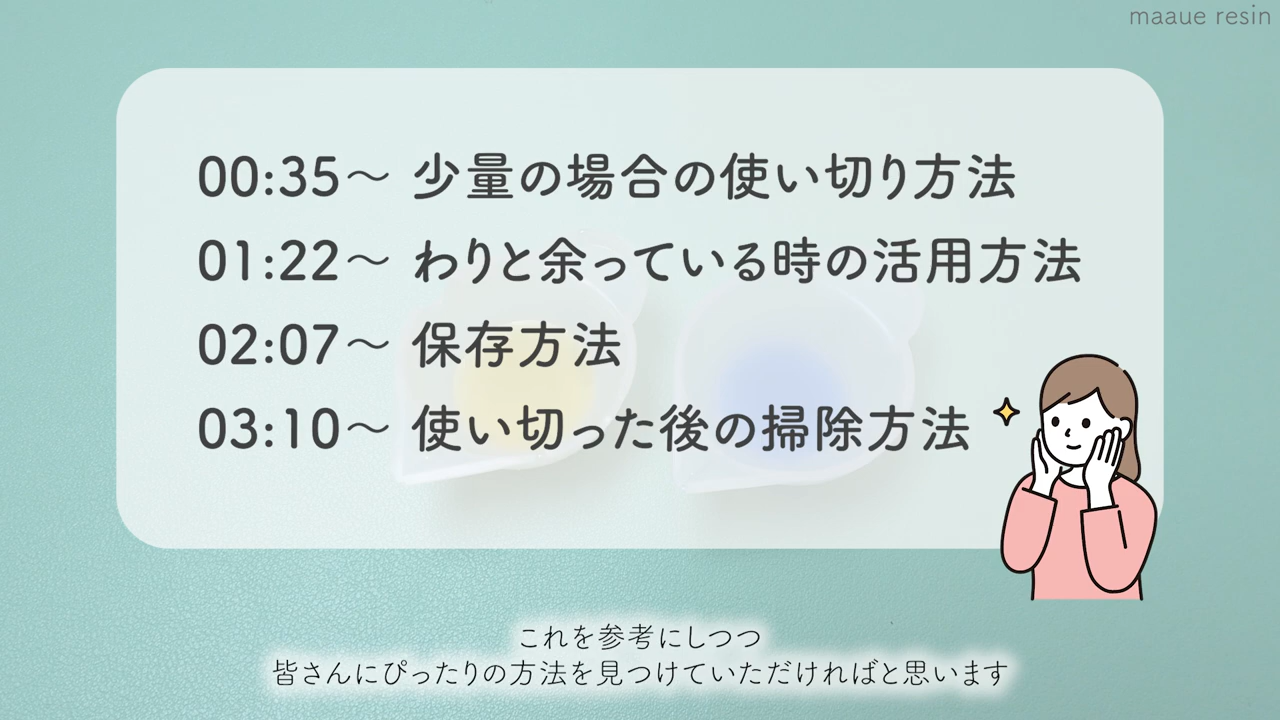 maaue resin
00:35〜 少量の場合の使い切り方法
01:22〜 わりと余っている時の活用方法
02:07〜 保存方法
03:10〜 使い切った後の掃除方法
これを参考にしつつ
皆さんにぴったりの方法を見つけていただければと思います